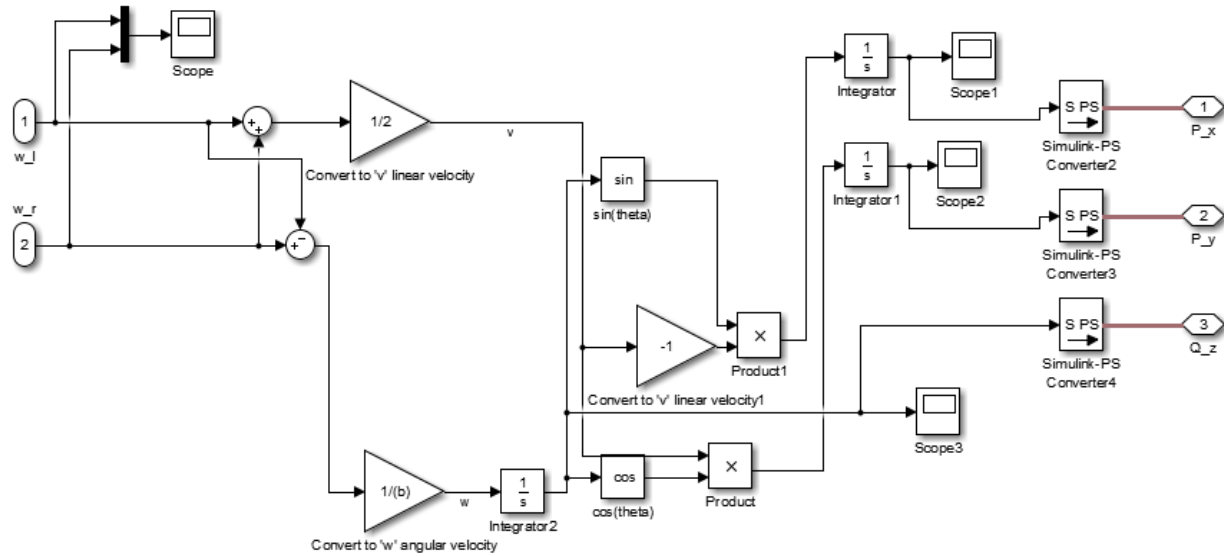 Scope
1
w_l
+
+
1/2
Convert to 'v' linear velocity
v
w_r
2
+
−
sin
sin(theta)
1
s
Integrator
Scope1
S PS
Simulink-PS
Converter2
1
P_x
1
s
Integrator1
Scope2
S PS
Simulink-PS
Converter3
2
P_y
-1
Convert to 'v' linear velocity1
×
Product1
S PS
Simulink-PS
Converter4
3
Q_z
Scope3
1/(b)
Convert to 'w' angular velocity
w
1
s
Integrator2
cos
cos(theta)
×
Product